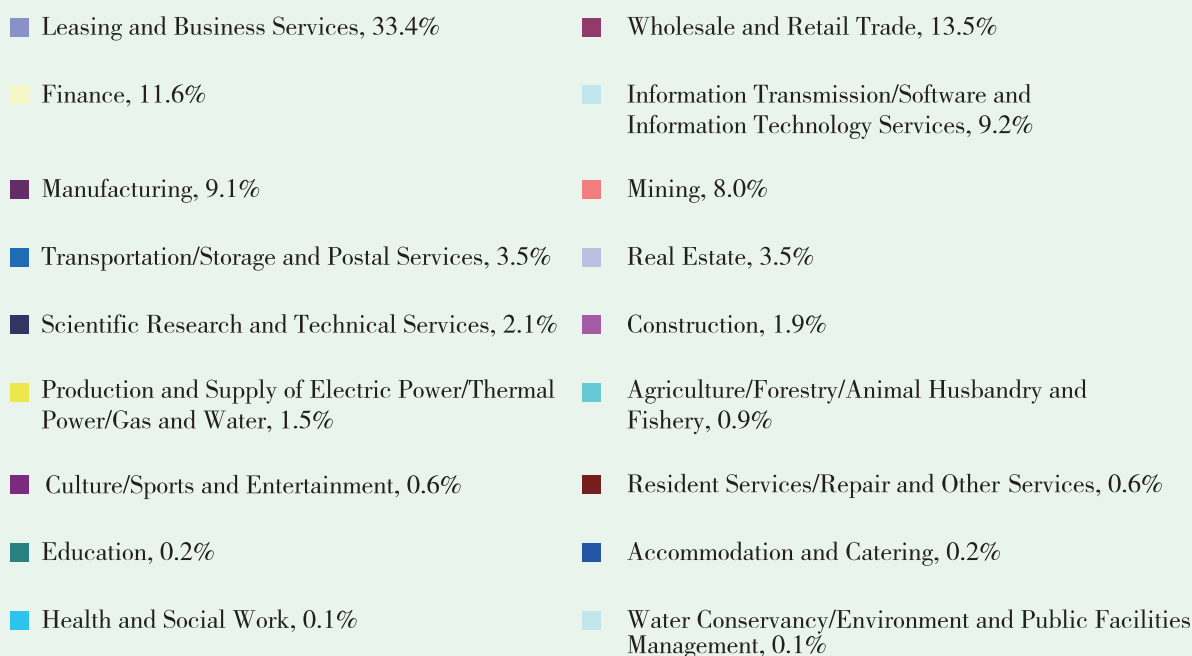 Leasing and Business Services, 33.4%
Wholesale and Retail Trade, 13.5%
Finance, 11.6%
Information Transmission/Software and
Information Technology Services, 9.2%
Manufacturing, 9.1%
Mining, 8.0%
Transportation/Storage and Postal Services, 3.5%
Real Estate, 3.5%
Scientific Research and Technical Services, 2.1%
Construction, 1.9%
Production and Supply of Electric Power/Thermal
Power/Gas and Water, 1.5%
Agriculture/Forestry/Animal Husbandry and
Fishery, 0.9%
Culture/Sports and Entertainment, 0.6%
Resident Services/Repair and Other Services, 0.6%
Education, 0.2%
Accommodation and Catering, 0.2%
Health and Social Work, 0.1%
Water Conservancy/Environment and Public Facilities
Management, 0.1%